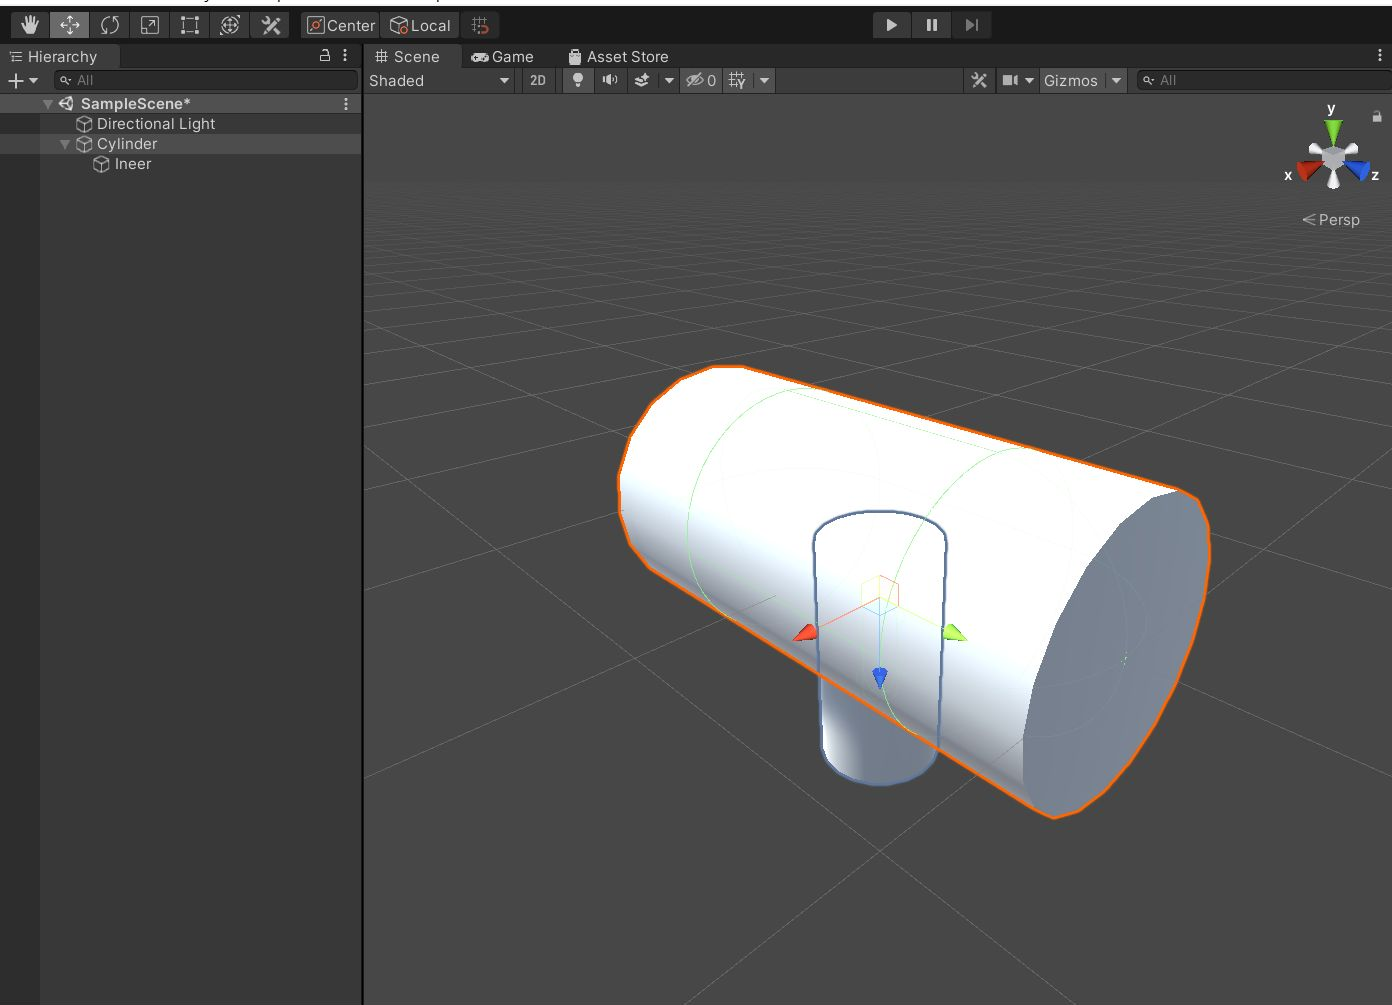 Center Local
Hierarchy
Scene Game Asset Store
All
Shaded 2D 0 Gizmos All
SampleScene*
Directional Light
Cylinder
Ineer
y
x z
Persp